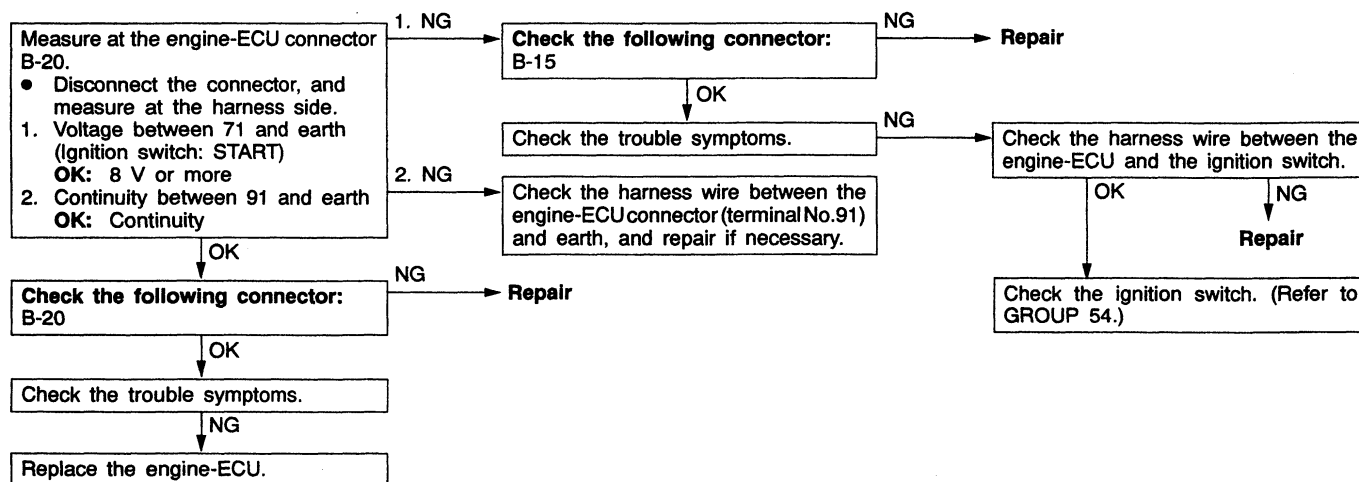 Measure at the engine-ECU connector
B-20.
● Disconnect the connector, and
measure at the harness side.
1. Voltage between 71 and earth
(Ignition switch: START)
OK: 8 V or more
2. Continuity between 91 and earth
OK: Continuity
1. NG
Check the following connector:
B-15
NG
Repair
OK
Check the trouble symptoms.
NG
Check the harness wire between the
engine-ECU and the ignition switch.
OK
NG
Repair
Check the ignition switch. (Refer to
GROUP 54.)
2. NG
Check the harness wire between the
engine-ECU connector (terminal No.91)
and earth, and repair if necessary.
OK
Check the following connector:
B-20
NG
Repair
OK
Check the trouble symptoms.
NG
Replace the engine-ECU.